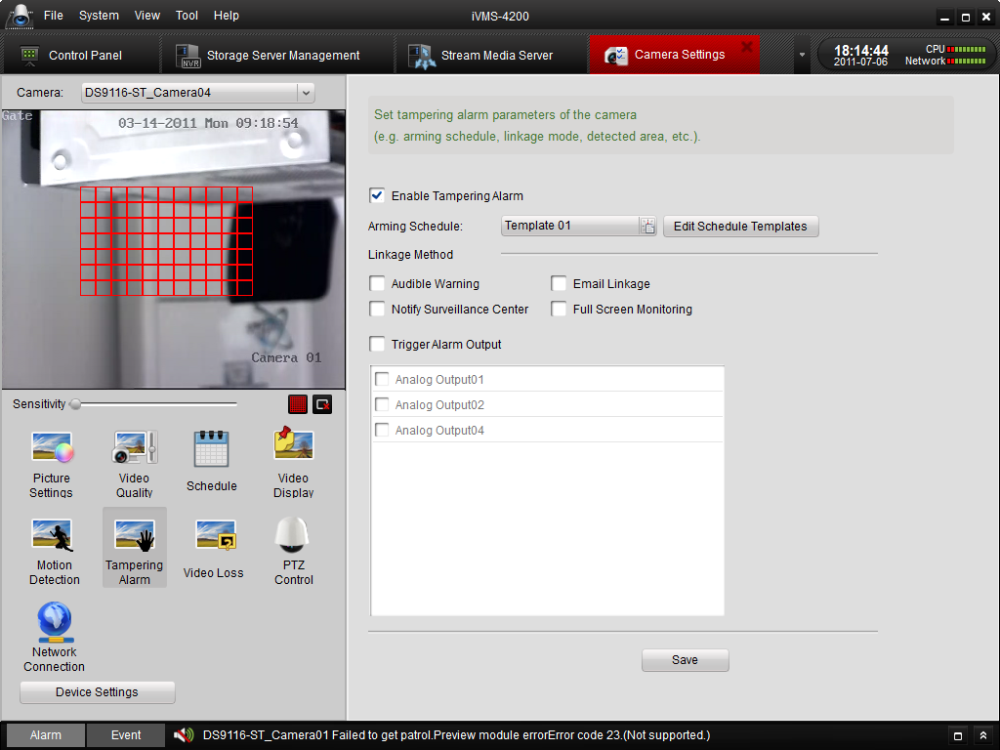 File System View Tool Help
iVMS-4200
Control Panel
NVR
Storage Server Management
Stream Media Server
Camera Settings
18:14:44
2011-07-06
CPU
Network
Camera:
DS9116-ST_Camera04
Gate
03-14-2011 Mon 09:18:54
Camera 01
Sensitivity
Picture
Settings
Video
Quality
Schedule
Video
Display
Motion
Detection
Tampering
Alarm
Video Loss
PTZ
Control
Network
Connection
Device Settings
Set tampering alarm parameters of the camera
(e.g. arming schedule, linkage mode, detected area, etc.).
Enable Tampering Alarm
Arming Schedule:
Template 01
Edit Schedule Templates
Linkage Method
Audible Warning
Email Linkage
Notify Surveillance Center
Full Screen Monitoring
Trigger Alarm Output
Analog Output01
Analog Output02
Analog Output04
Save
Alarm
Event
DS9116-ST_Camera01 Failed to get patrol.Preview module errorError code 23.(Not supported.)